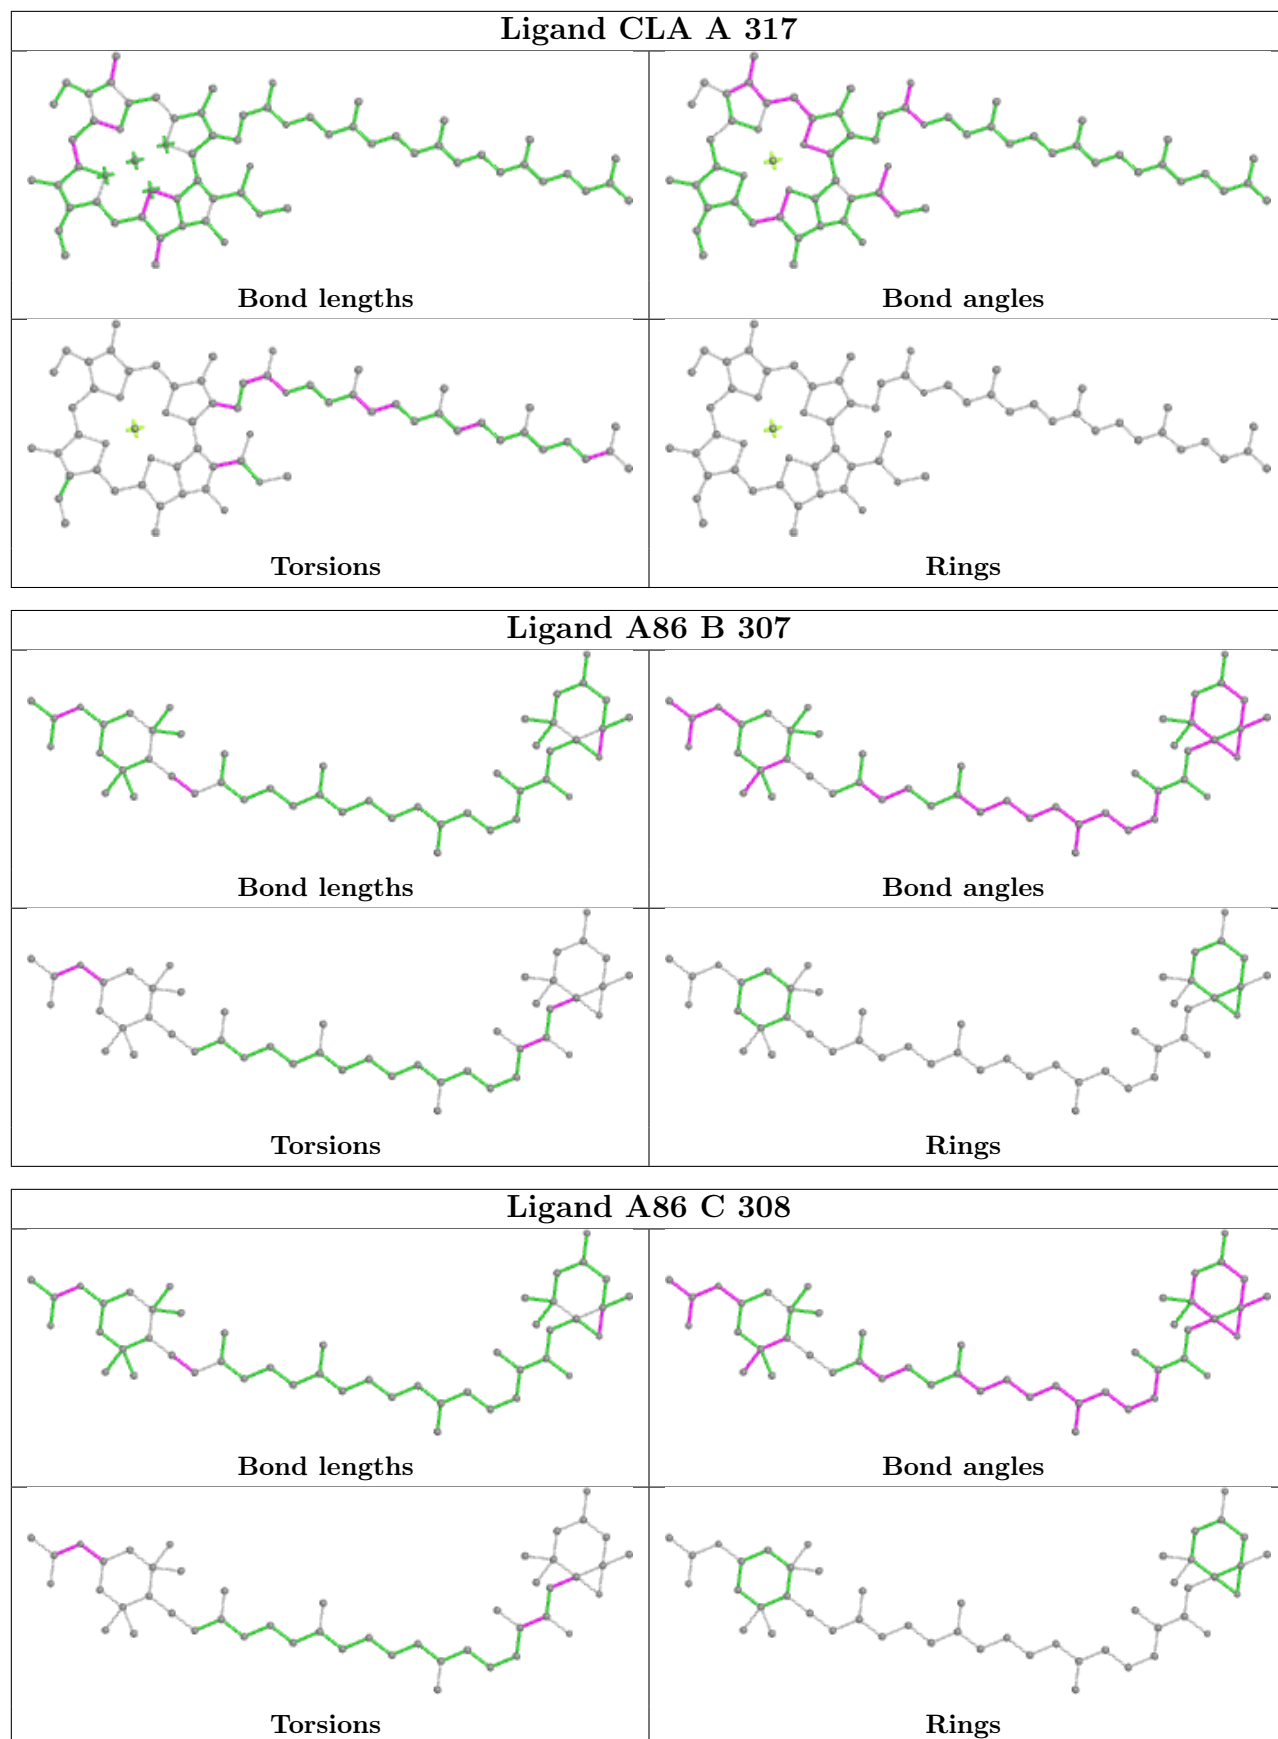 Ligand CLA A 317
Bond lengths
Bond angles
Torsions
Rings
Ligand A86 B 307
Bond lengths
Bond angles
Torsions
Rings
Ligand A86 C 308
Bond lengths
Bond angles
Torsions
Rings